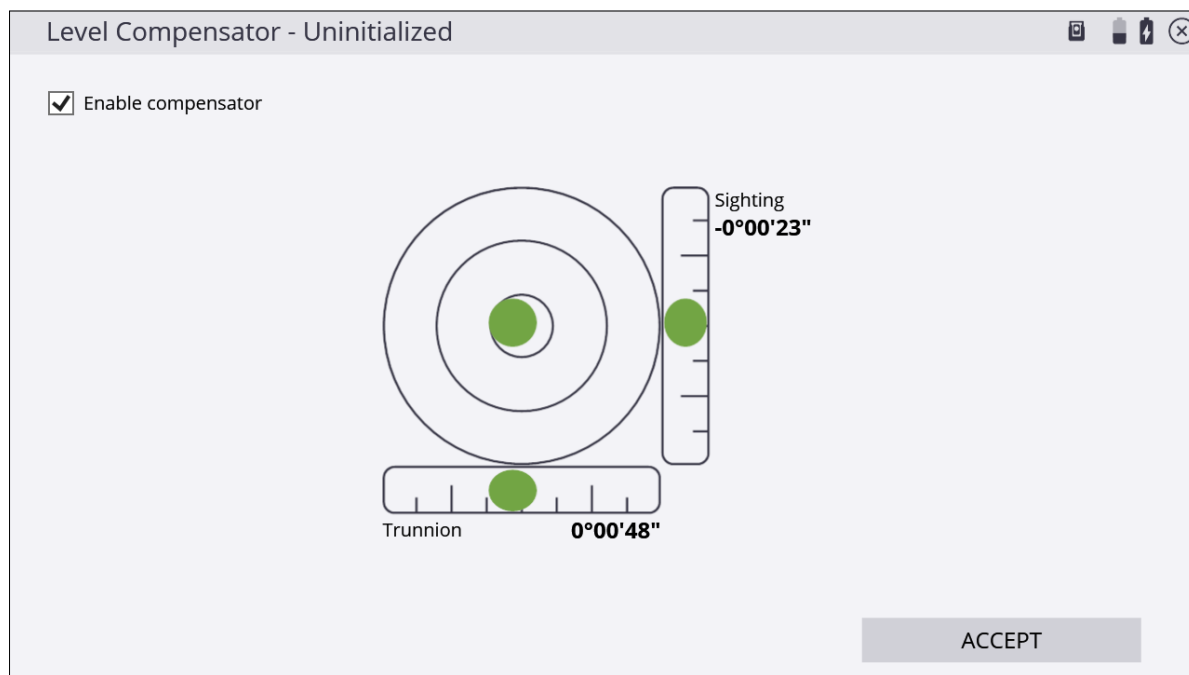 Level Compensator - Uninitialized
Enable compensator
Sighting
-0°00'23"
Trunnion 0°00'48"
ACCEPT